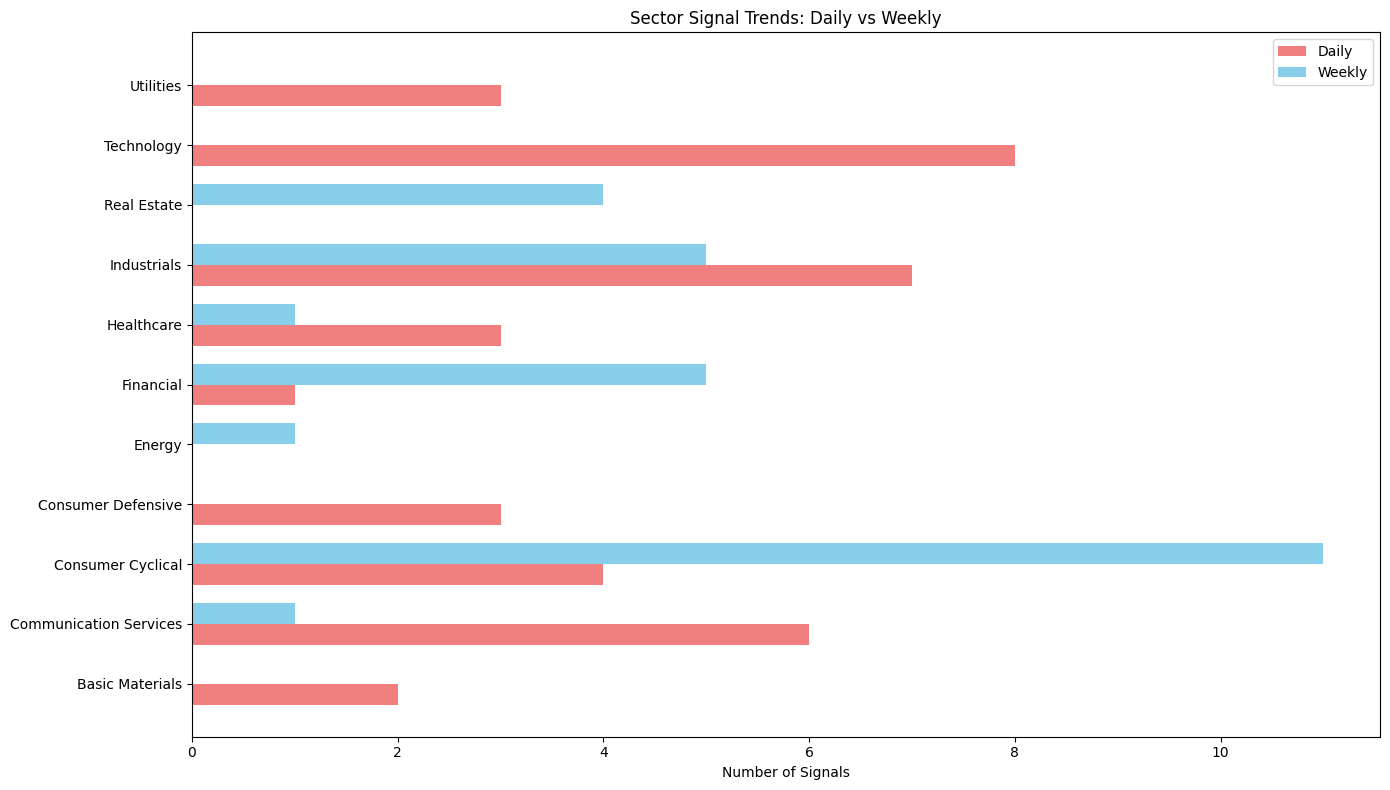 Sector Signal Trends: Daily vs Weekly
Daily
Weekly
Utilities
Technology
Real Estate
Industrials
Healthcare
Financial
Energy
Consumer Defensive
Consumer Cyclical
Communication Services
Basic Materials
0 2 4 6 8 10
Number of Signals